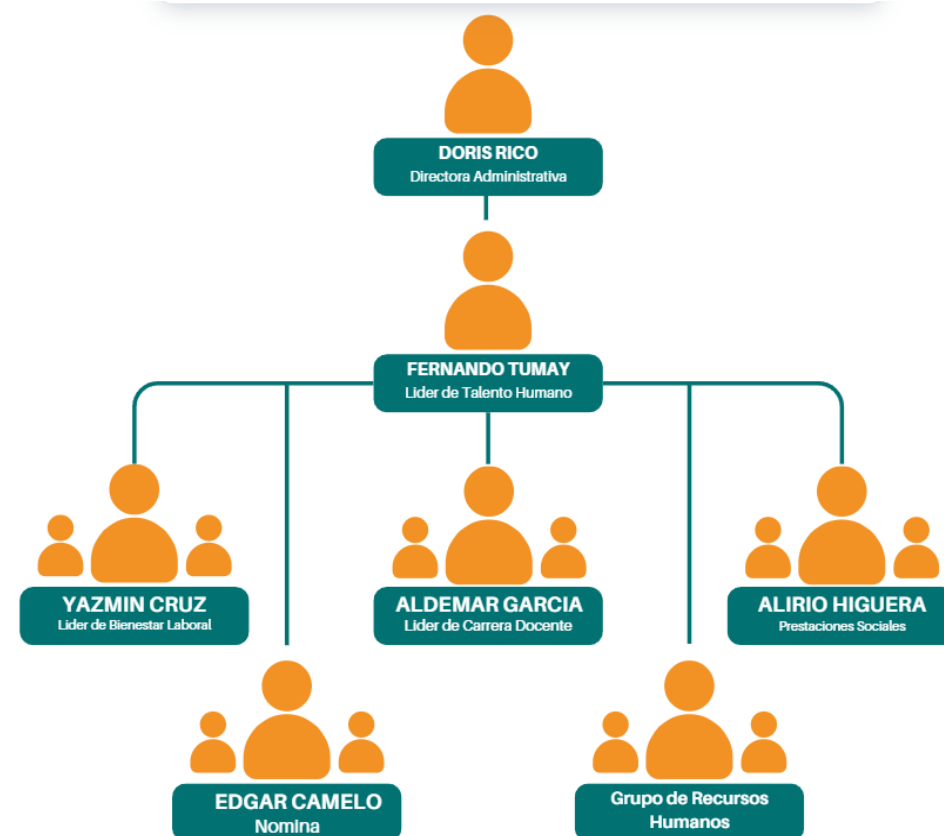 DORIS RICO
Directora Administrativa
FERNANDO TUMAY
Lider de Talento Humano
YAZMIN CRUZ
Lider de Bienestar Laboral
ALDEMAR GARCIA
Lider de Carrera Docente
ALIRIO HIGUERA
Prestaciones Sociales
EDGAR CAMELO
Nomina
Grupo de Recursos
Humanos